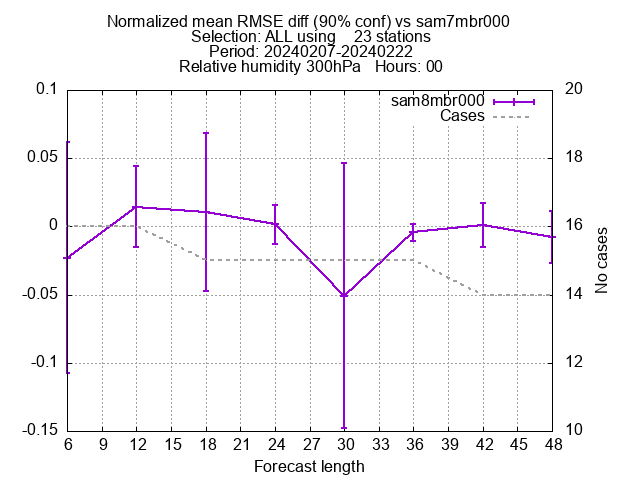 Normalized mean RMSE diff (90% conf) vs sam7mbr000
Selection: ALL using    23 stations
Period: 20240207-20240222
Relative humidity 300hPa   Hours: 00
sam8mbr000
Cases
0.1
0.05
0
-0.05
-0.1
-0.15
20
18
16
14
12
10
No cases
6 9 12 15 18 21 24 27 30 33 36 39 42 45 48
Forecast length